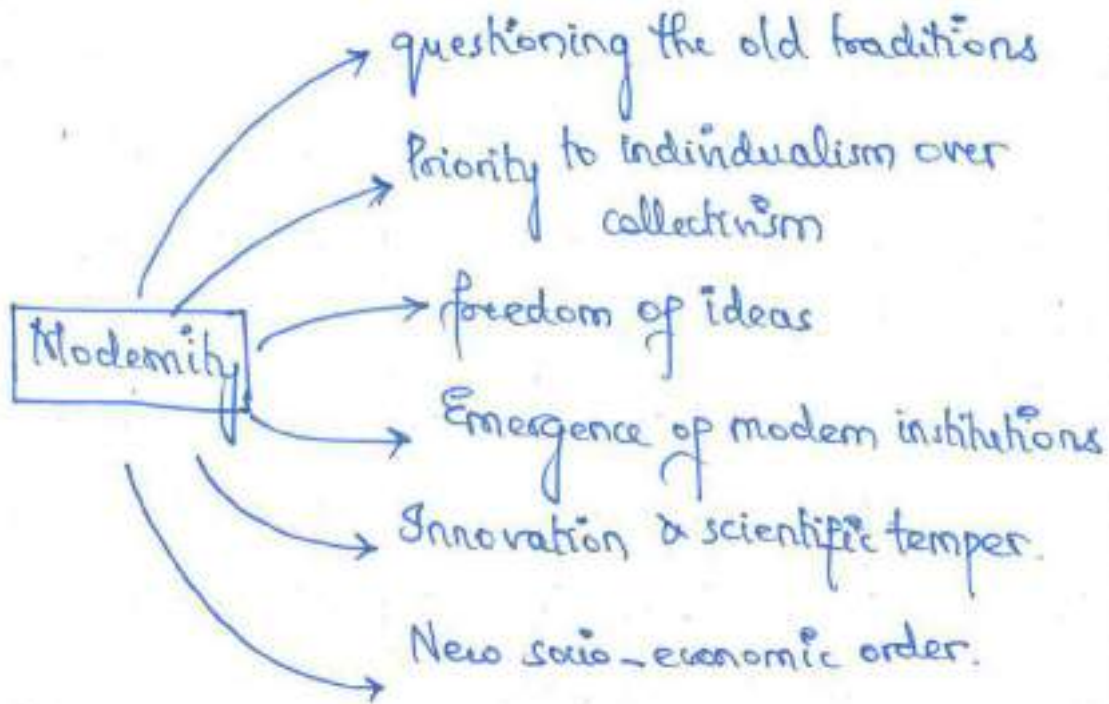 questioning the old traditions
Priority to individualism over
collectivism
freedom of ideas
Modernity
Emergence of modern institutions
Innovation & scientific temper.
New socio-economic order.